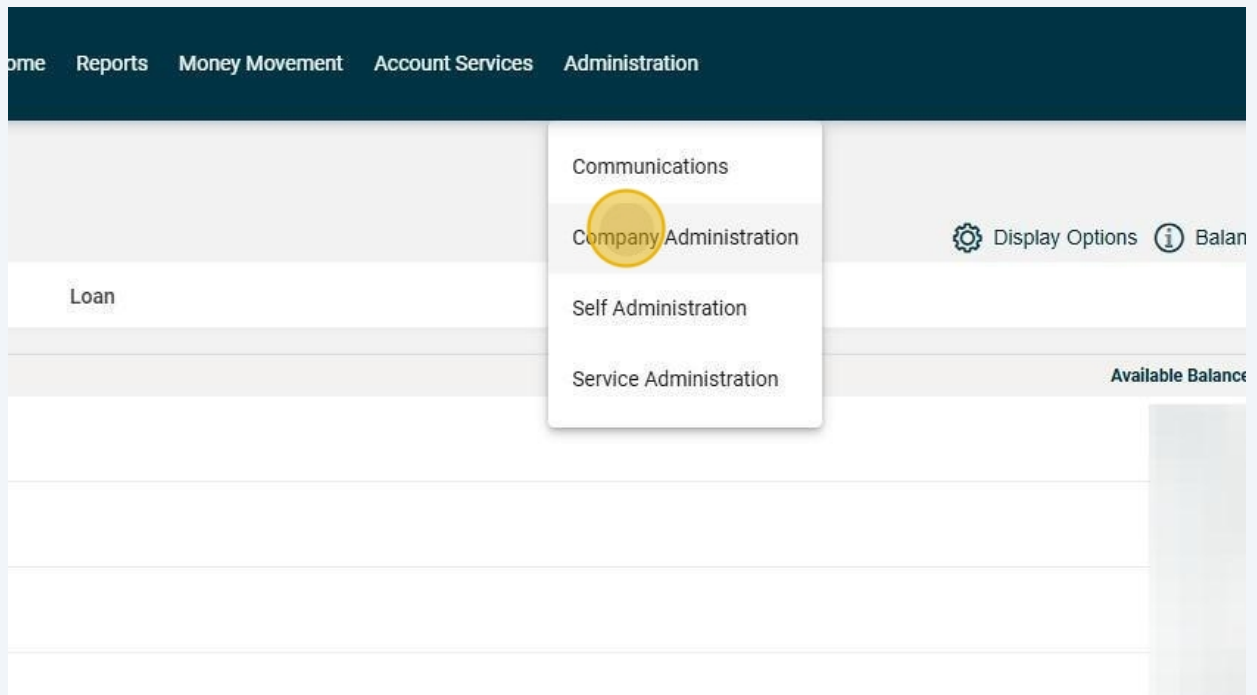 ome Reports Money Movement Account Services Administration
Communications
Company Administration
Display Options Balan
Loan
Self Administration
Service Administration
Available Balance